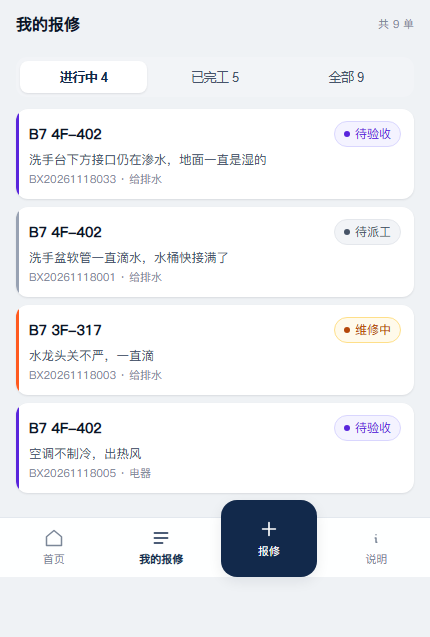 我的报修
共 9 单
进行中 4
已完工 5
全部 9
B7 4F-402
待验收
洗手台下方接口仍在渗水，地面一直是湿的
BX20261118033 · 给排水
B7 4F-402
待派工
洗手盆软管一直滴水，水桶快接满了
BX20261118001 · 给排水
B7 3F-317
维修中
水龙头关不严，一直滴
BX20261118003 · 给排水
B7 4F-402
待验收
空调不制冷，出热风
BX20261118005 · 电器
首页
我的报修
报修
说明